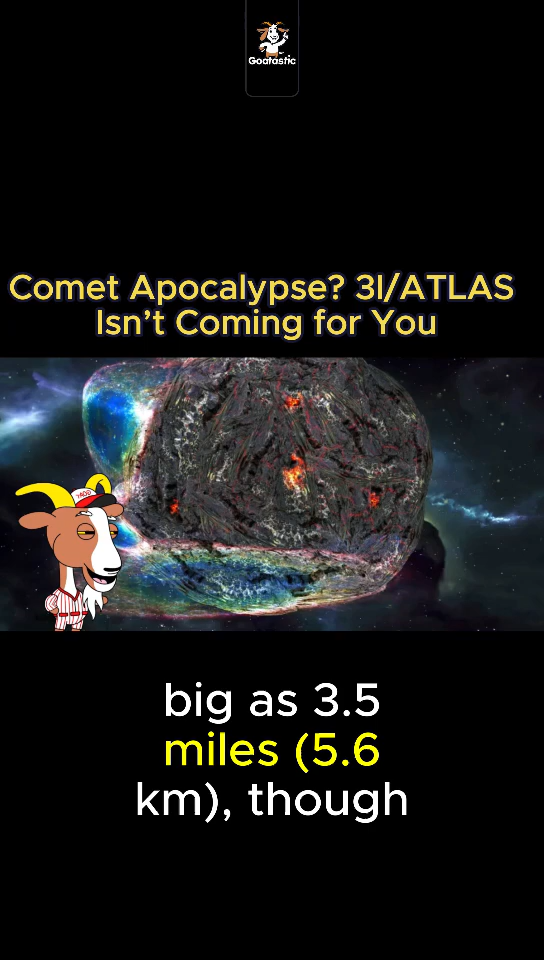 Goatastic
Comet Apocalypse? 3I/ATLAS
Isn’t Coming for You
big as 3.5
miles (5.6
km), though